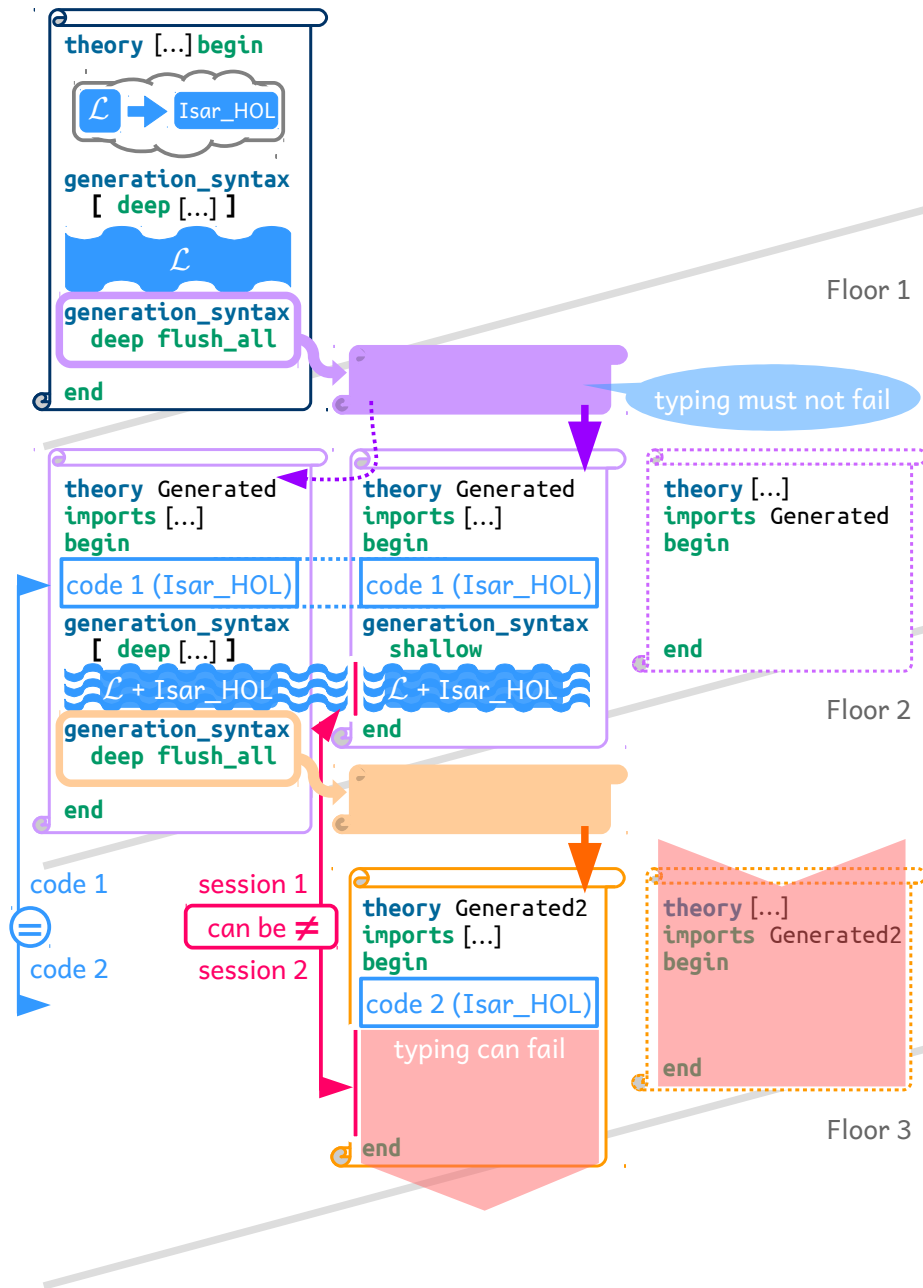 theory [...] begin
ℒ Isar_HOL
generation_syntax
[ deep [...] ]
ℒ
generation_syntax
deep flush_all
end
Floor 1
typing must not fail
theory Generated
imports [...]
begin
code 1 (Isar_HOL)
generation_syntax
[ deep [...] ]
ℒ + Isar_HOL
generation_syntax
deep flush_all
end
theory Generated
imports [...]
begin
code 1 (Isar_HOL)
generation_syntax
shallow
ℒ + Isar_HOL
end
theory [...]
imports Generated
begin
end
Floor 2
code 1
=
code 2
session 1
can be ≠
session 2
theory Generated2
imports [...]
begin
code 2 (Isar_HOL)
typing can fail
end
theory [...]
imports Generated2
begin
end
Floor 3